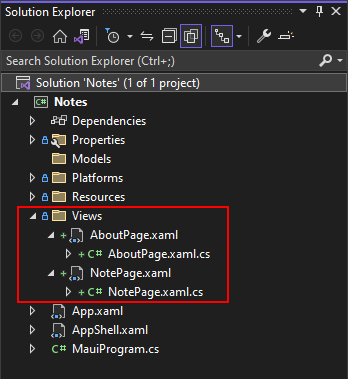 Solution Explorer
Search Solution Explorer (Ctrl+;)
Solution 'Notes' (1 of 1 project)
C# Notes
Dependencies
Properties
Models
Platforms
Resources
Views
AboutPage.xaml
C# AboutPage.xaml.cs
NotePage.xaml
C# NotePage.xaml.cs
App.xaml
AppShell.xaml
C# MauiProgram.cs